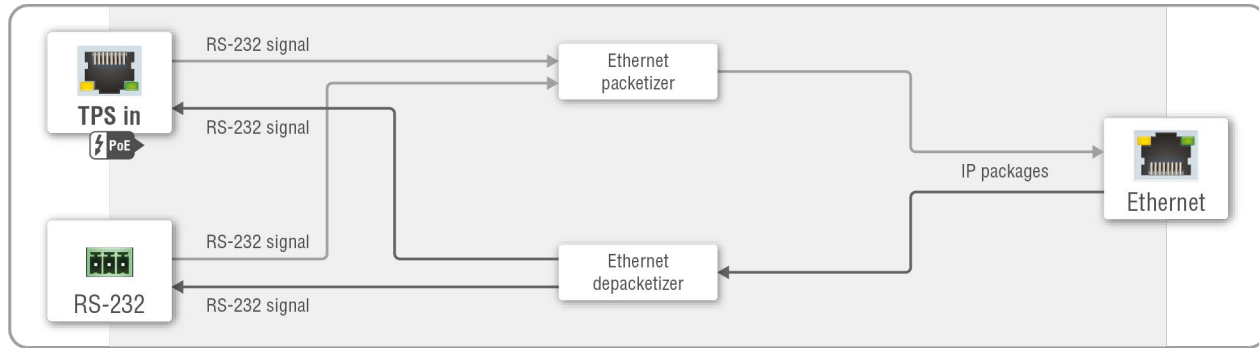 RS-232 signal
Ethernet
packetizer
TPS in
PoE
RS-232 signal
IP packages
Ethernet
RS-232 signal
Ethernet
depacketizer
RS-232
RS-232 signal